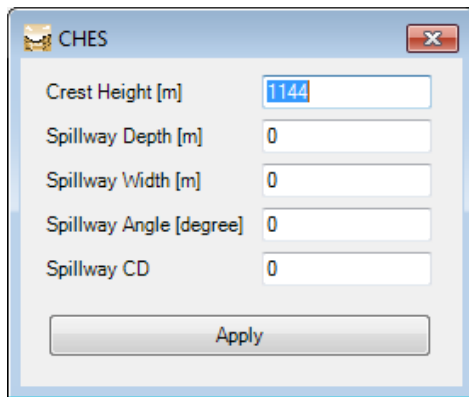 CHES
Crest Height [m] 1144
Spillway Depth [m] 0
Spillway Width [m] 0
Spillway Angle [degree] 0
Spillway CD 0
Apply